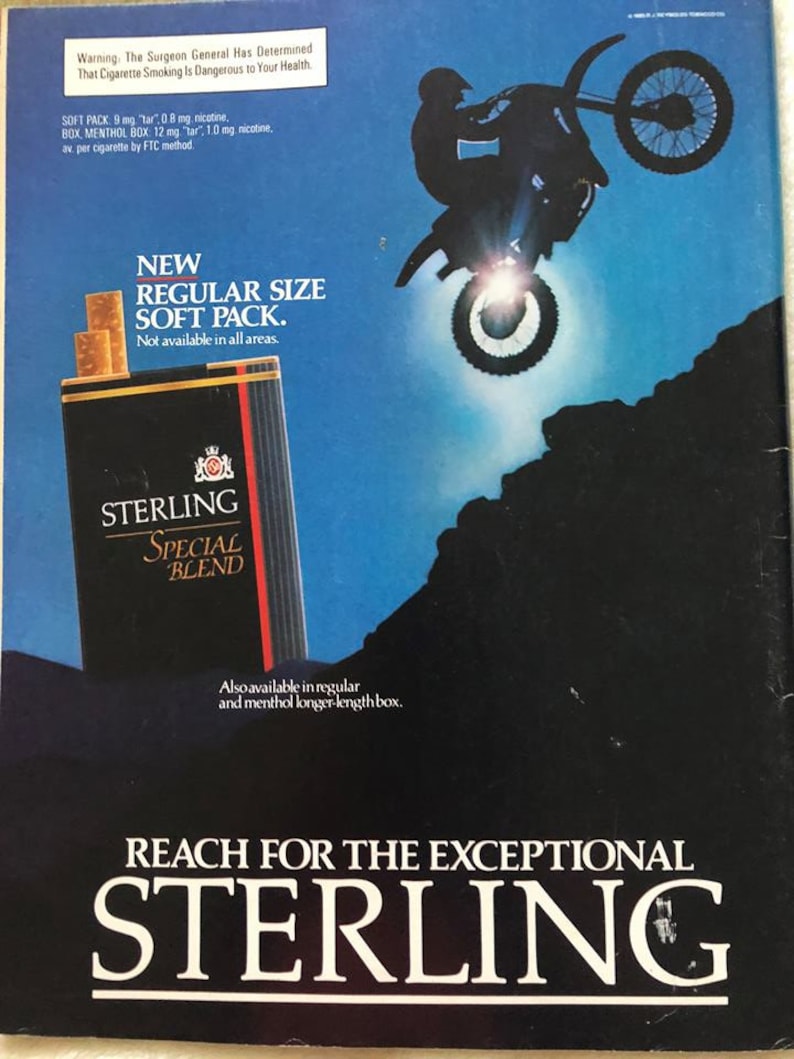 Warning: The Surgeon General Has Determined
That Cigarette Smoking Is Dangerous to Your Health.
SOFT PACK: 9 mg. "tar", 0.8 mg. nicotine,
BOX, MENTHOL BOX: 12 mg. "tar", 1.0 mg. nicotine,
av. per cigarette by FTC method.
NEW
REGULAR SIZE
SOFT PACK.
Not available in all areas.
STERLING
SPECIAL
BLEND
Also available in regular
and menthol longer-length box.
REACH FOR THE EXCEPTIONAL
STERLING